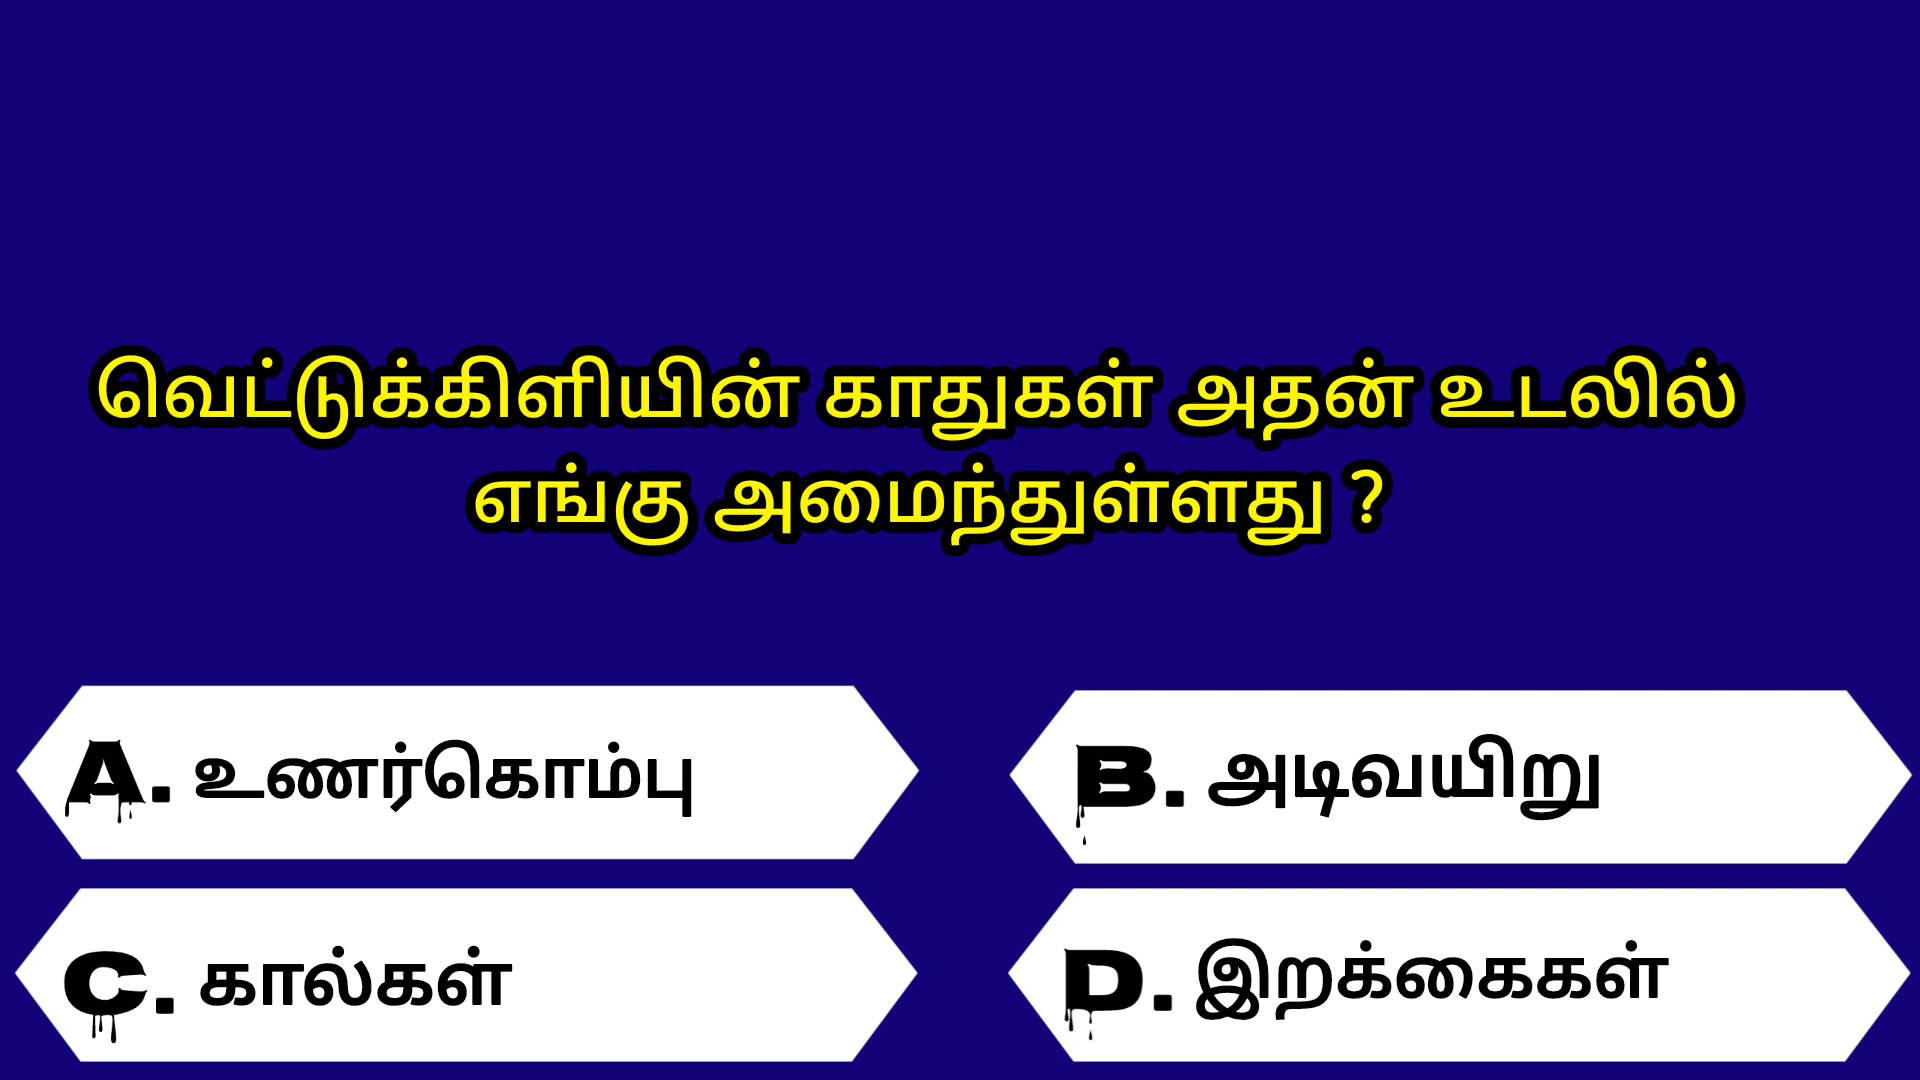 வெட்டுக்கிளியின் காதுகள் அதன் உடலில்
எங்கு அமைந்துள்ளது ?
A. உணர்கொம்பு
B. அடிவயிறு
C. கால்கள்
D. இறக்கைகள்